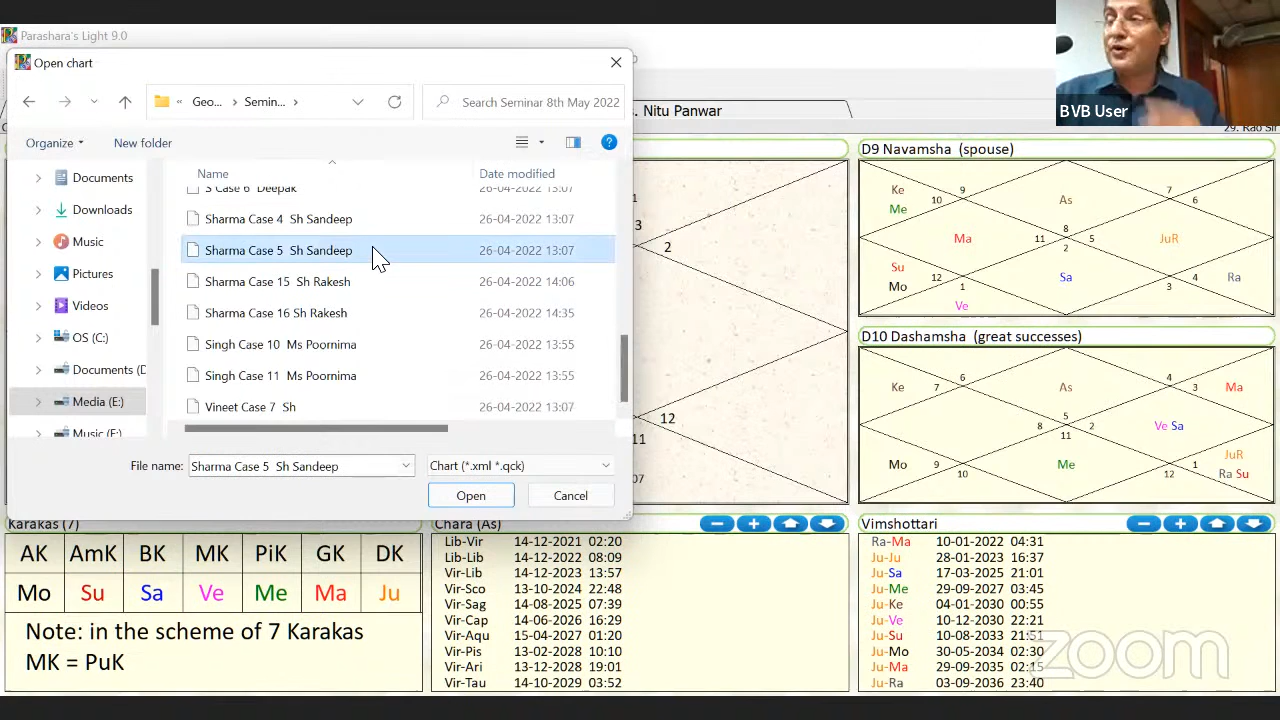 Parashara's Light 9.0
Open chart
Geo... Semin...
Search Seminar 8th May 2022
. Nitu Panwar
BVB User
29. Rao Sir
Organize
New folder
Name
Date modified
Documents
Downloads
Music
Pictures
Videos
OS (C:)
Documents (D
Media (E:)
Music (F:)
S Case 6 Deepak 26-04-2022 13:07
Sharma Case 4 Sh Sandeep 26-04-2022 13:07
Sharma Case 5 Sh Sandeep 26-04-2022 13:07
Sharma Case 15 Sh Rakesh 26-04-2022 14:06
Sharma Case 16 Sh Rakesh 26-04-2022 14:35
Singh Case 10 Ms Poornima 26-04-2022 13:55
Singh Case 11 Ms Poornima 26-04-2022 13:55
Vineet Case 7 Sh 26-04-2022 13:07
File name: Sharma Case 5 Sh Sandeep
Chart (*.xml *.qck)
Open
Cancel
1
3
2
12
11
07
D9 Navamsha (spouse)
Ke 9 As 7
Me 10 6
Ma 11 8 5 JuR
2
Su 12 Sa 4 Ra
Mo 1 3
Ve
D10 Dashamsha (great successes)
Ke 7 6 As 4 3 Ma
5
8 2 Ve Sa
11
Mo 9 Me 1 JuR
10 12 Ra Su
Karakas (7)
AK AmK BK MK PiK GK DK
Mo Su Sa Ve Me Ma Ju
Note: in the scheme of 7 Karakas
MK = PuK
Chara (As)
Lib-Vir 14-12-2021 02:20
Lib-Lib 14-12-2022 08:09
Vir-Lib 14-12-2023 13:57
Vir-Sco 13-10-2024 22:48
Vir-Sag 14-08-2025 07:39
Vir-Cap 14-06-2026 16:29
Vir-Aqu 15-04-2027 01:20
Vir-Pis 13-02-2028 10:10
Vir-Ari 13-12-2028 19:01
Vir-Tau 14-10-2029 03:52
Vimshottari
Ra-Ma 10-01-2022 04:31
Ju-Ju 28-01-2023 16:37
Ju-Sa 17-03-2025 21:01
Ju-Me 29-09-2027 03:45
Ju-Ke 04-01-2030 00:55
Ju-Ve 10-12-2030 22:21
Ju-Su 10-08-2033 21:51
Ju-Mo 30-05-2034 02:30
Ju-Ma 29-09-2035 02:15
Ju-Ra 03-09-2036 23:40
zoom